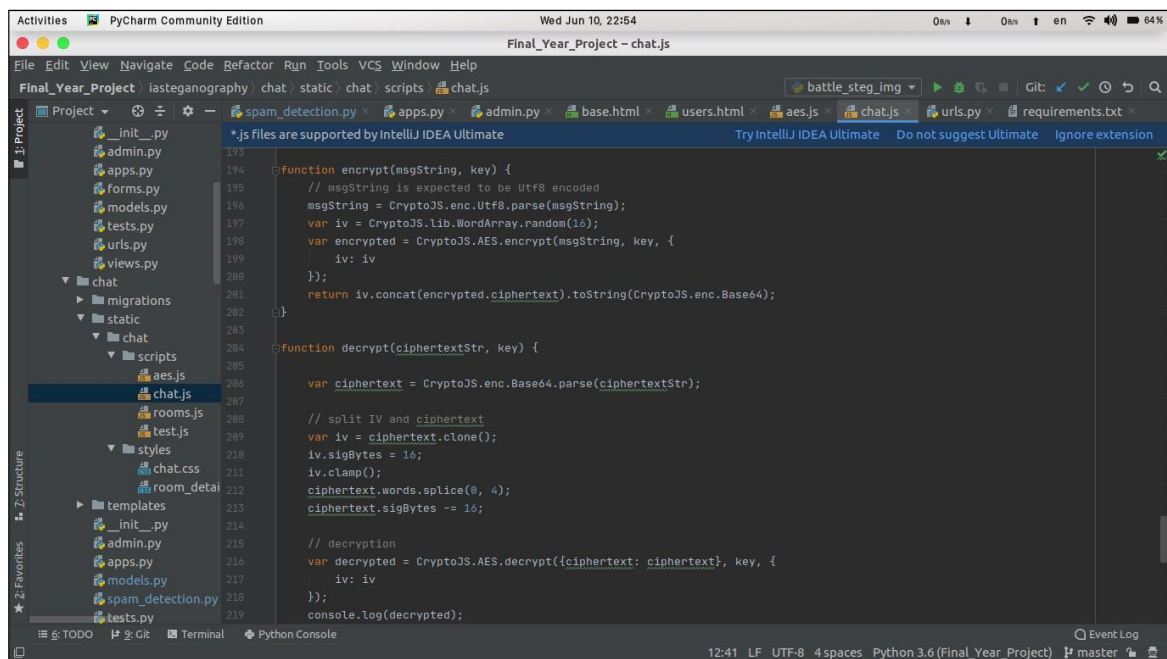 Activities PyCharm Community Edition Wed Jun 10, 22:54 0B/s 0B/s en 64%
Final_Year_Project – chat.js
File Edit View Navigate Code Refactor Run Tools VCS Window Help
Final_Year_Project iasteganography chat static chat scripts chat.js battle_steg_img Git:
1: Project
Project spam_detection.py apps.py admin.py base.html users.html aes.js chat.js urls.py requirements.txt
*.js files are supported by IntelliJ IDEA Ultimate Try IntelliJ IDEA Ultimate Do not suggest Ultimate Ignore extension
__init__.py
admin.py
apps.py
forms.py
models.py
tests.py
urls.py
views.py
chat
migrations
static
chat
scripts
aes.js
chat.js
rooms.js
test.js
styles
chat.css
room_detai
templates
__init__.py
admin.py
apps.py
models.py
spam_detection.py
tests.py
193
194 function encrypt(msgString, key) {
195 // msgString is expected to be Utf8 encoded
196 msgString = CryptoJS.enc.Utf8.parse(msgString);
197 var iv = CryptoJS.lib.WordArray.random(16);
198 var encrypted = CryptoJS.AES.encrypt(msgString, key, {
199 iv: iv
200 });
201 return iv.concat(encrypted.ciphertext).toString(CryptoJS.enc.Base64);
202 }
203
204 function decrypt(ciphertextStr, key) {
205
206 var ciphertext = CryptoJS.enc.Base64.parse(ciphertextStr);
207
208 // split IV and ciphertext
209 var iv = ciphertext.clone();
210 iv.sigBytes = 16;
211 iv.clamp();
212 ciphertext.words.splice(0, 4);
213 ciphertext.sigBytes -= 16;
214
215 // decryption
216 var decrypted = CryptoJS.AES.decrypt({ciphertext: ciphertext}, key, {
217 iv: iv
218 });
219 console.log(decrypted);
Z: Structure
2: Favorites
6: TODO 9: Git Terminal Python Console Event Log
12:41 LF UTF-8 4 spaces Python 3.6 (Final_Year_Project) master